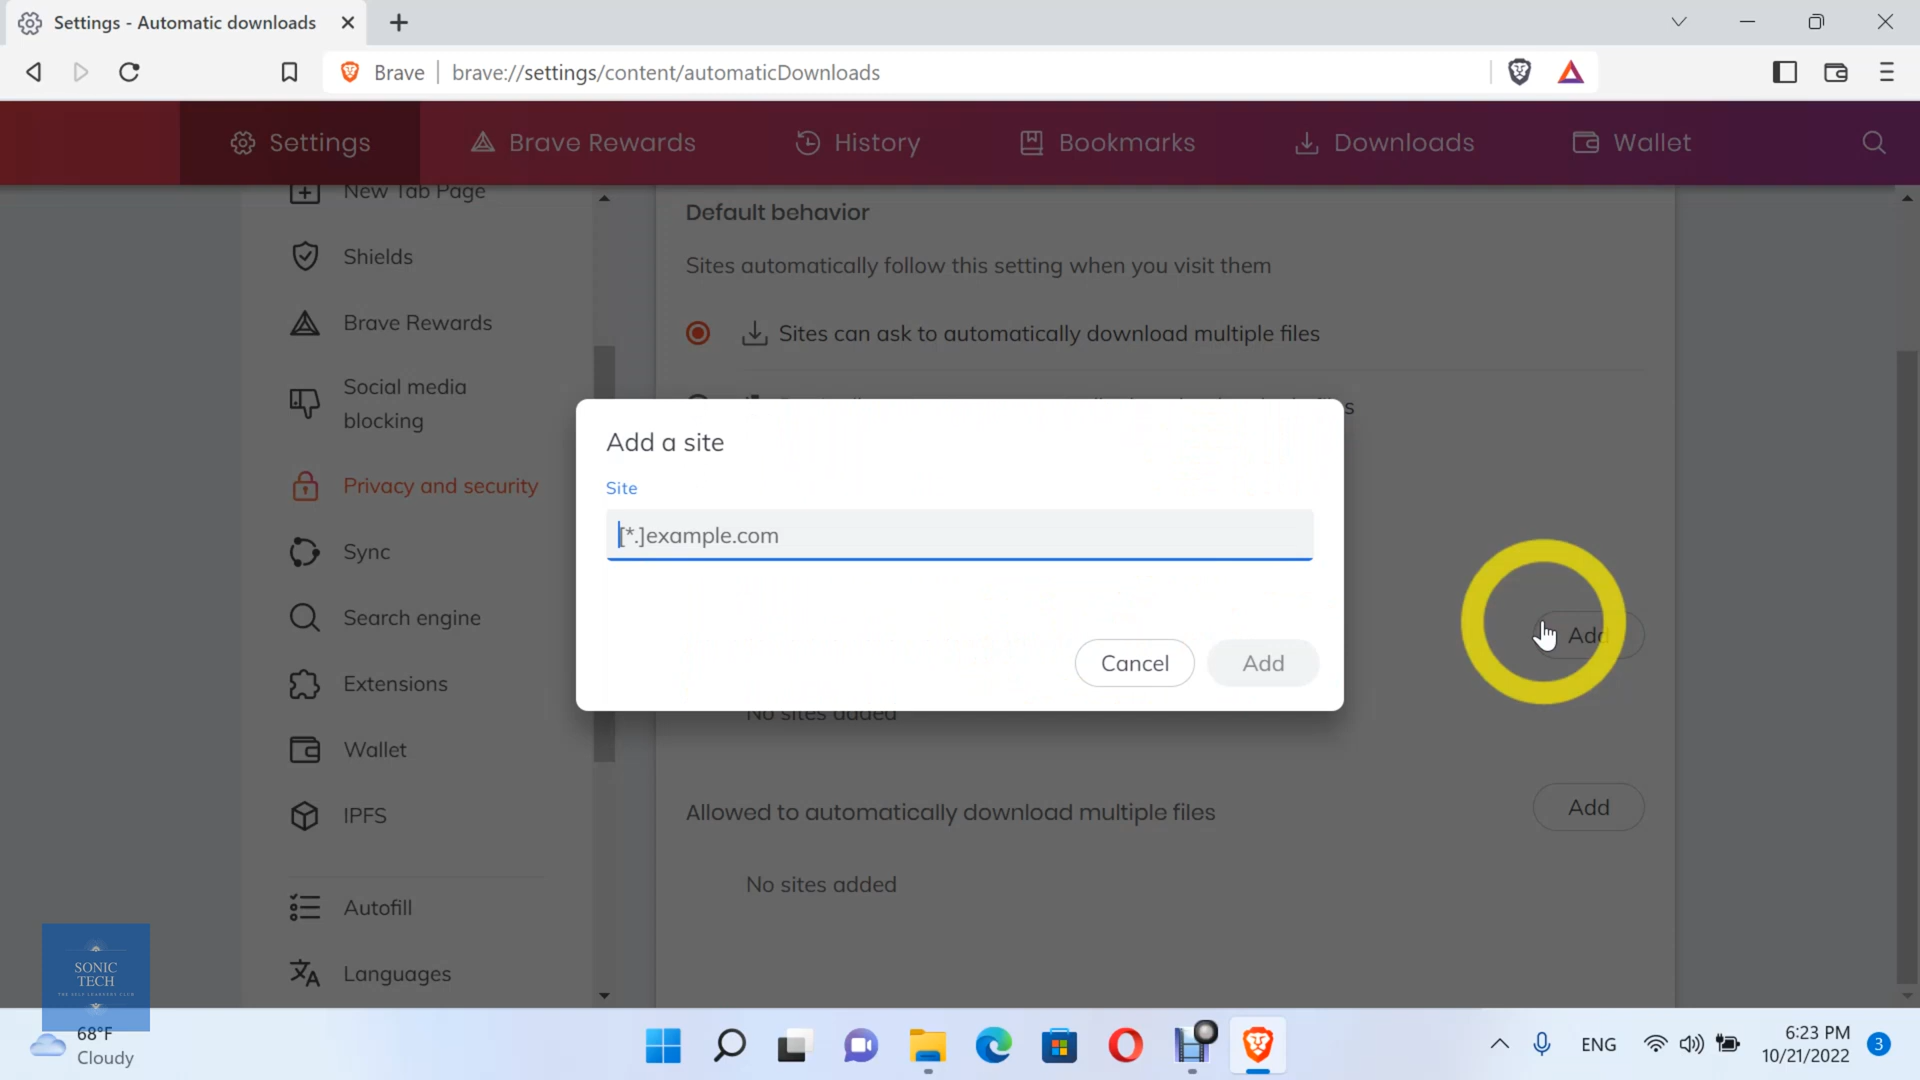 Settings - Automatic downloads
Brave
brave://settings/content/automaticDownloads
Settings
Brave Rewards
History
Bookmarks
Downloads
Wallet
New Tab Page
Shields
Brave Rewards
Social media
blocking
Privacy and security
Sync
Search engine
Extensions
Wallet
IPFS
Autofill
Languages
Default behavior
Sites automatically follow this setting when you visit them
Sites can ask to automatically download multiple files
Add a site
Site
[*.]example.com
Cancel
Add
Add
No sites added
Allowed to automatically download multiple files
Add
No sites added
SONIC
TECH
68°F
Cloudy
ENG
6:23 PM
10/21/2022
3